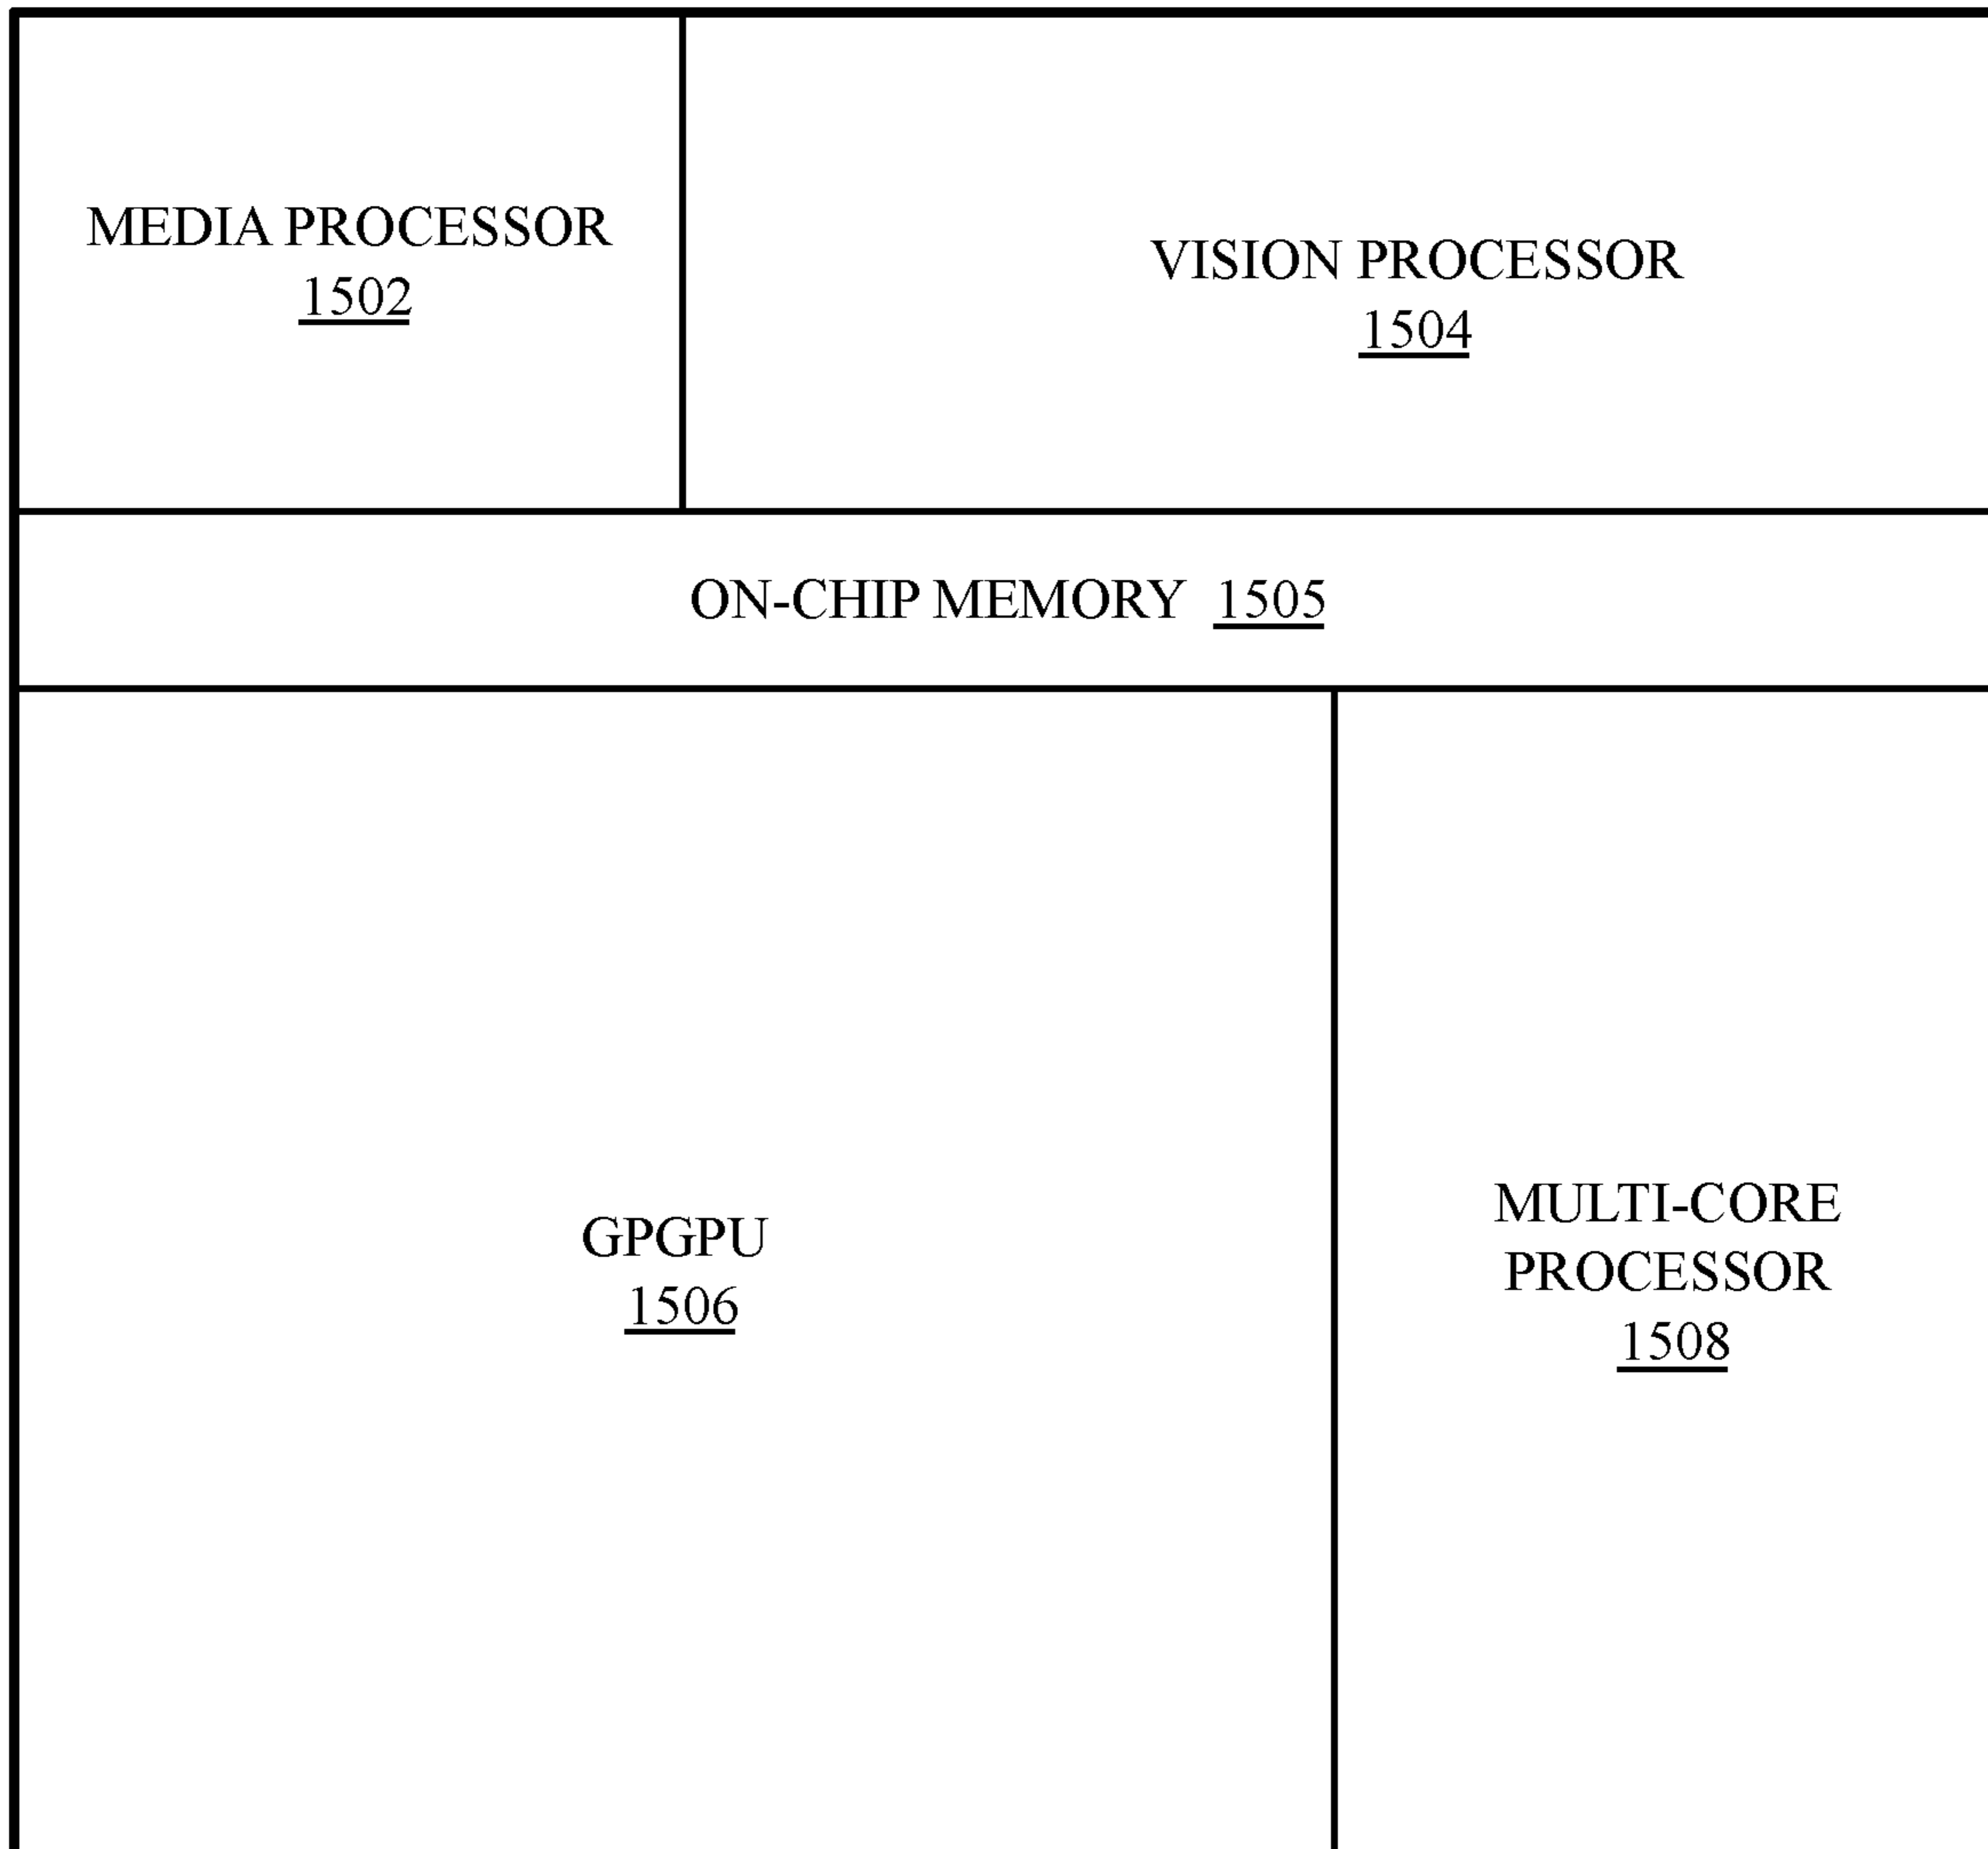 MEDIA PROCESSOR
1502
VISION PROCESSOR
1504
ON-CHIP MEMORY 1505
GPGPU
1506
MULTI-CORE
PROCESSOR
1508